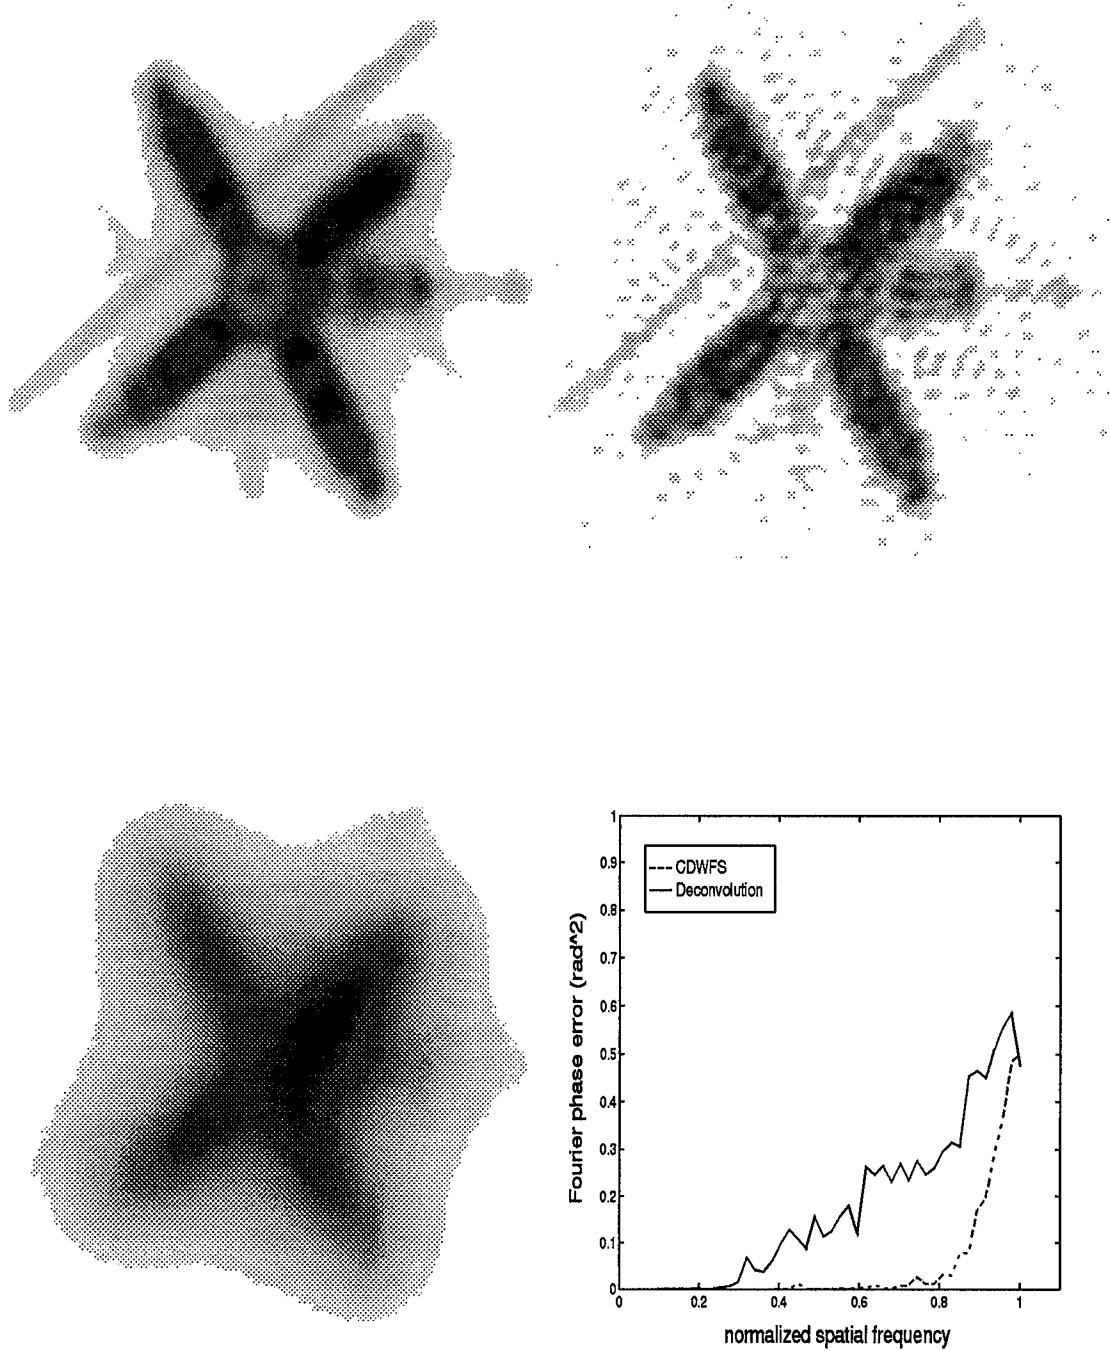 1
0.9
0.8
0.7
0.6
0.5
0.4
0.3
0.2
0.1
0
CDWFS
Deconvolution
Fourier phase error (rad^2)
0 0.2 0.4 0.6 0.8 1
normalized spatial frequency